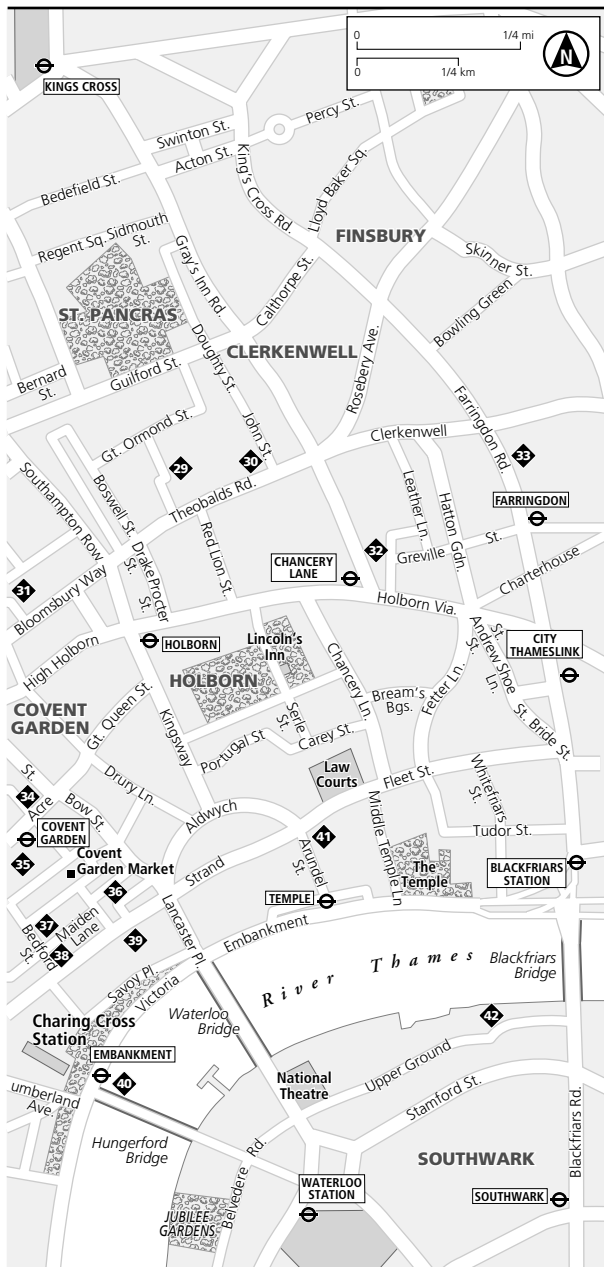 0
1/4 mi
0
1/4 km
N
KINGS CROSS
Percy St.
Swinton St.
Acton St.
King's Cross Rd.
Lloyd Baker Sq.
Bedefield St.
FINSBURY
Sidmouth
St.
Regent Sq.
Skinner St.
Gray's Inn Rd.
Calthorpe St.
ST. PANCRAS
Bowling Green
CLERKENWELL
Rosebery Ave.
Doughty St.
Guilford St.
Bernard
St.
Farringdon Rd.
Gt. Ormond St.
John St.
Clerkenwell
33
29
30
Southampton Row
Boswell St.
Theobalds Rd.
Leather Ln.
Hatton Gdn.
FARRINGDON
Red Lion St.
Drake
St.
Procter
St.
32
Greville
St.
CHANCERY
LANE
Charterhouse
31
Bloomsbury Way
Holborn Via.
St.
Andrew
St.
Shoe
Ln.
HOLBORN
Lincoln's
Inn
CITY
THAMESLINK
High Holborn
Chancery Ln.
HOLBORN
Bream's
Bgs.
Fetter Ln.
COVENT
GARDEN
Gt. Queen St.
Kingsway
Serle
St.
St. Bride St.
Portugal St
Carey St.
Law
Courts
Fleet St.
Whitefriars
St.
St.
34
Acre
Drury Ln.
Bow St.
Aldwych
Middle Temple Ln
Tudor St.
COVENT
GARDEN
41
35
Covent
Garden Market
Strand
Arundel
St.
The
Temple
BLACKFRIARS
STATION
36
TEMPLE
37
Maiden
Lane
Lancaster Pl.
Bedford
St.
38
39
Embankment
Savoy Pl.
Victoria
River Thames
Blackfriars
Bridge
Waterloo
Bridge
42
Charing Cross
Station
EMBANKMENT
40
National
Theatre
Upper Ground
Stamford St.
umberland
Ave.
Hungerford
Bridge
Belvedere Rd.
Blackfriars Rd.
SOUTHWARK
WATERLOO
STATION
SOUTHWARK
JUBILEE
GARDENS